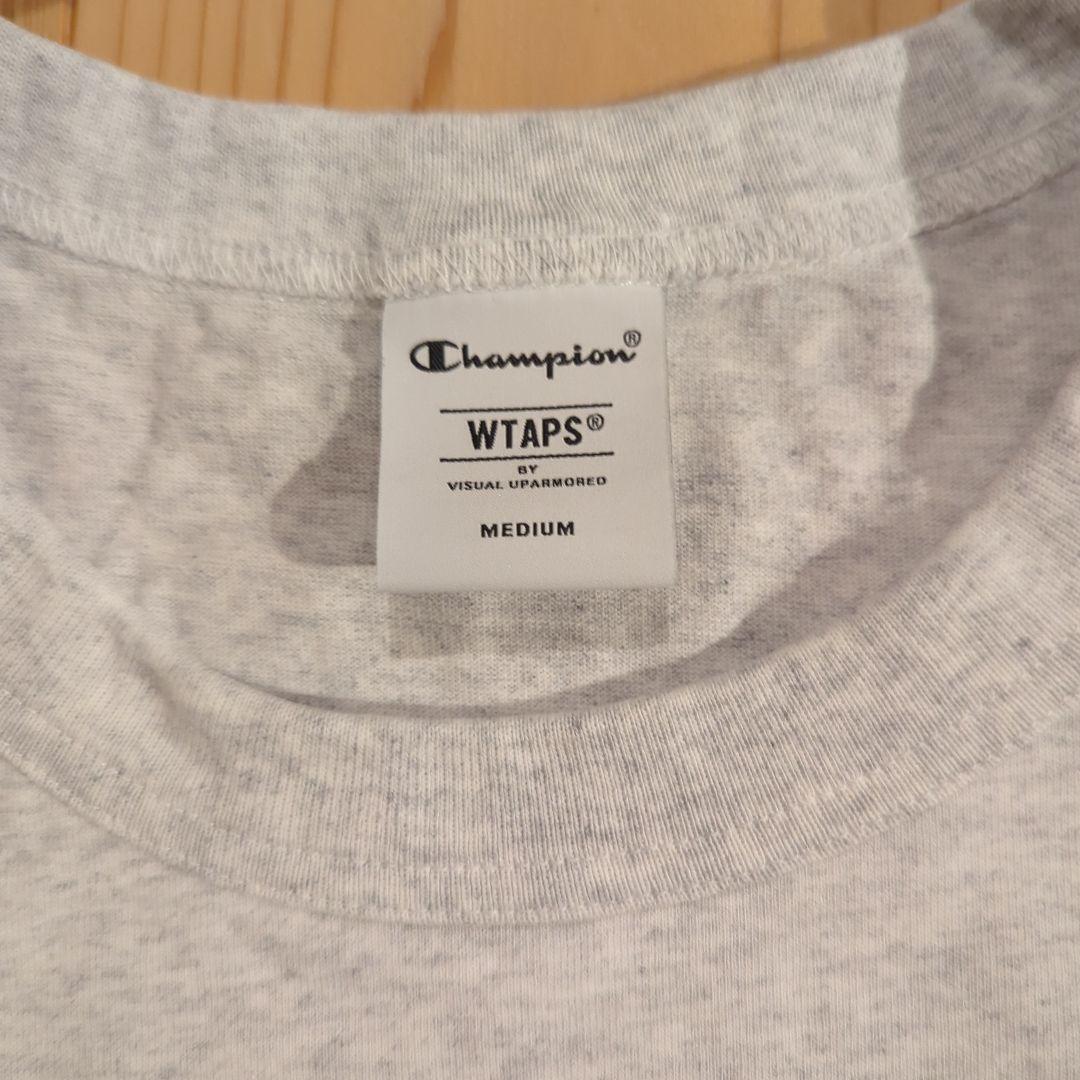 Champion®
WTAPS®
BY
VISUAL UPARMORED
MEDIUM